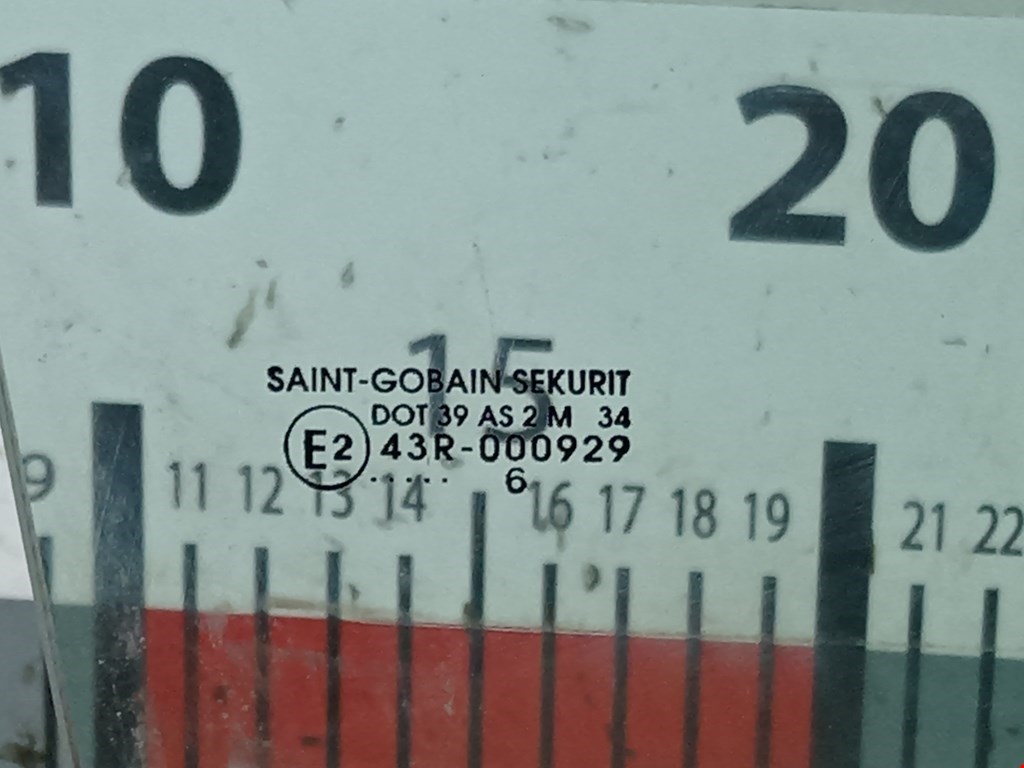 10 20
15
SAINT-GOBAIN SEKURIT
DOT 39 AS 2 M 34
E2 43R-000929
..... 6
9 11 12 13 14 16 17 18 19 21 22